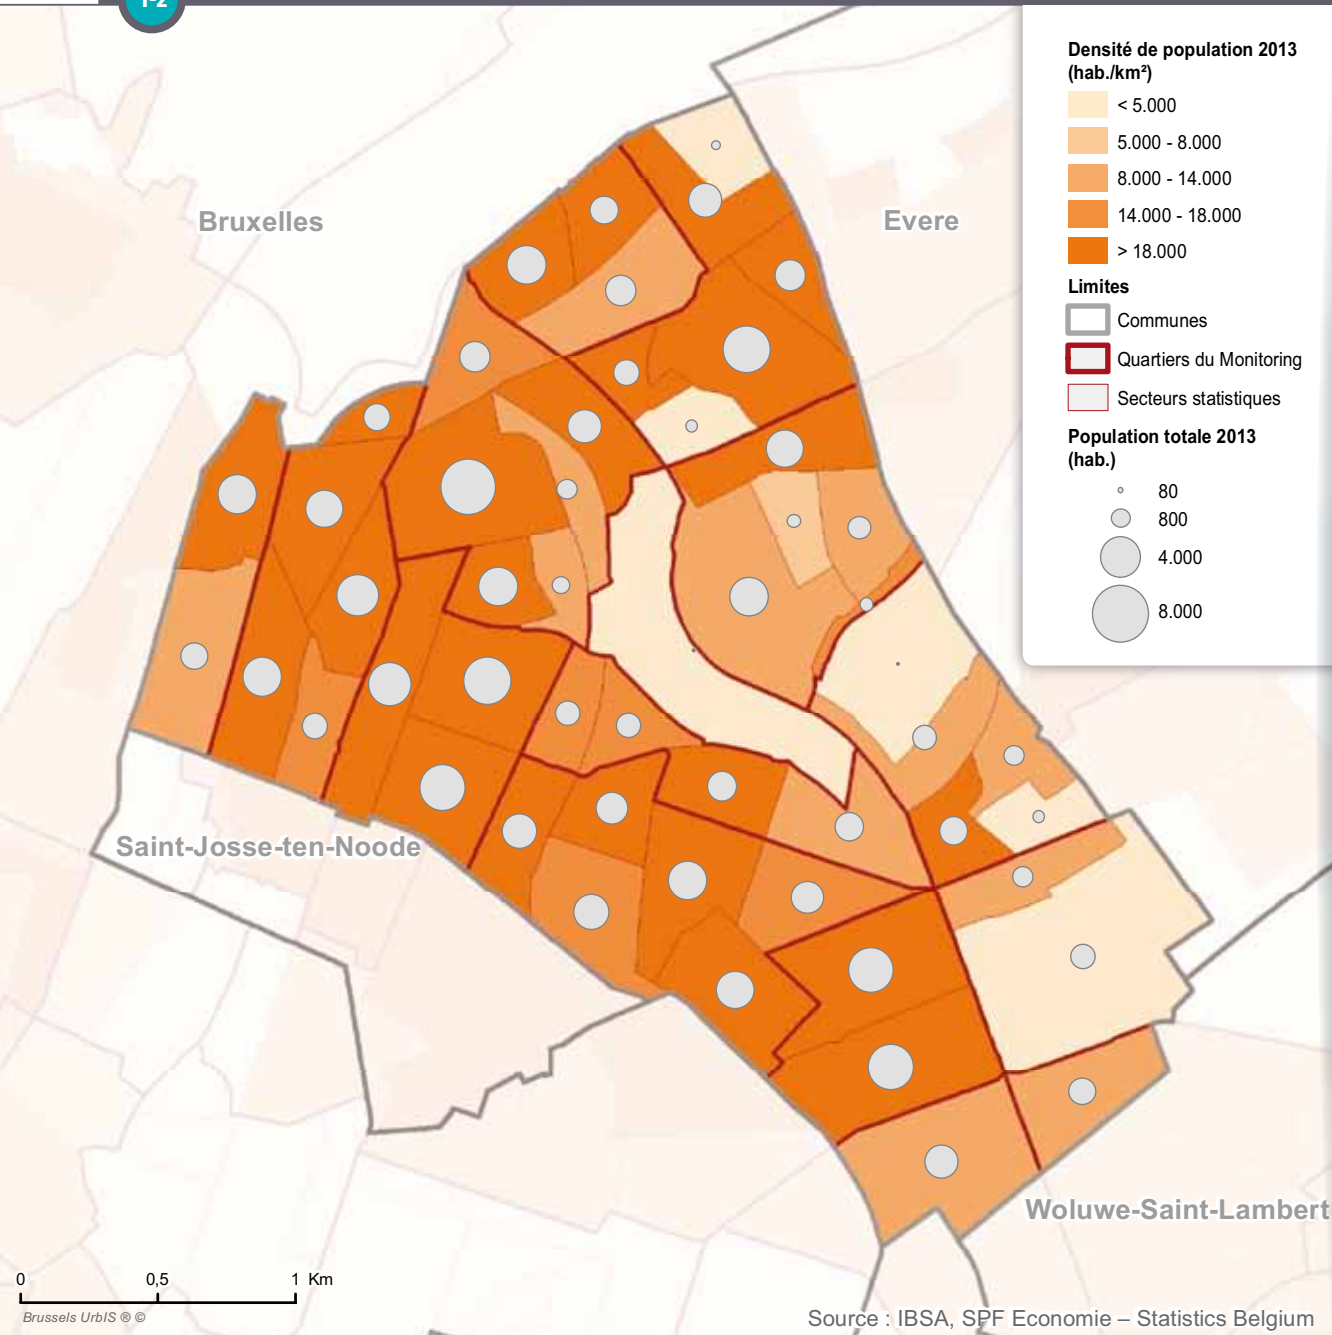 1-2
Densité de population 2013
(hab./km²)
< 5.000
5.000 - 8.000
8.000 - 14.000
14.000 - 18.000
> 18.000
Limites
Communes
Quartiers du Monitoring
Secteurs statistiques
Population totale 2013
(hab.)
80
800
4.000
8.000
Bruxelles
Evere
Saint-Josse-ten-Noode
Woluwe-Saint-Lambert
0 0,5 1 Km
Brussels UrbIS ® ©
Source : IBSA, SPF Economie – Statistics Belgium